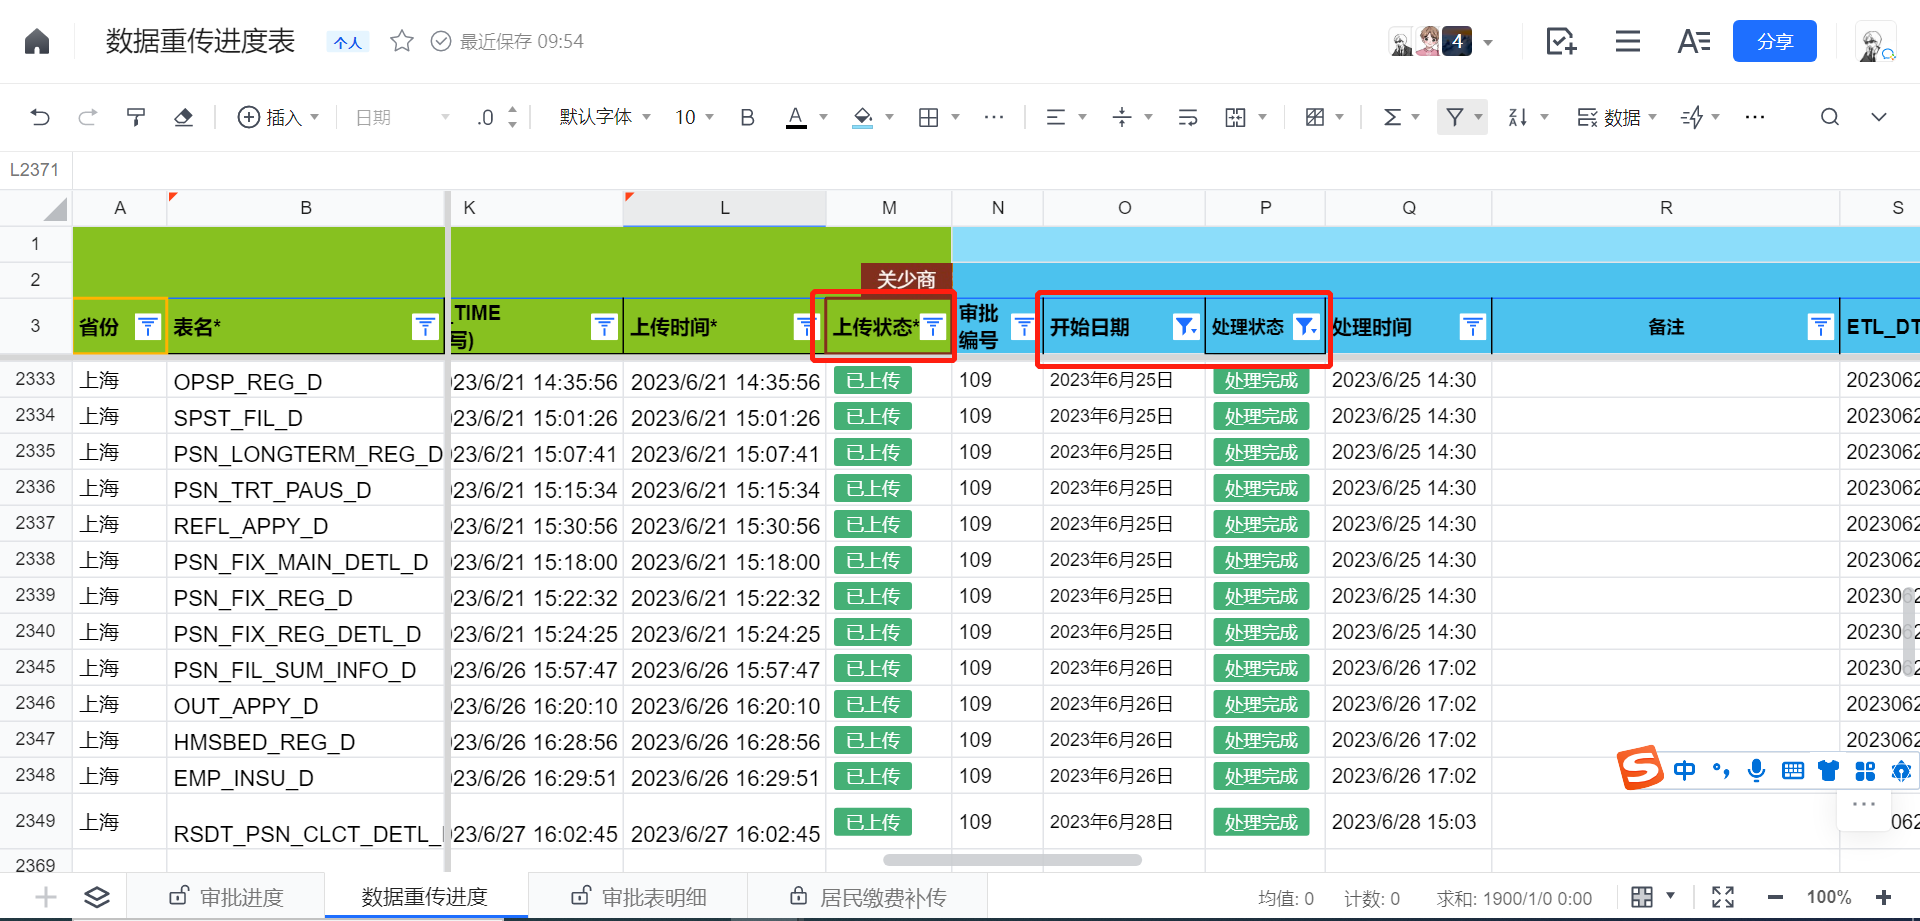 数据重传进度表 个人 最近保存 09:54 4 分享
插入 日期 .0 默认字体 10 B A 数据
L2371
A B K L M N O P Q R S
1
2 关少商
3 省份 表名* _TIME 写) 上传时间* 上传状态* 审批编号 开始日期 处理状态 处理时间 备注 ETL_DT
2333 上海 OPSP_REG_D 23/6/21 14:35:56 2023/6/21 14:35:56 已上传 109 2023年6月25日 处理完成 2023/6/25 14:30 2023062
2334 上海 SPST_FIL_D 23/6/21 15:01:26 2023/6/21 15:01:26 已上传 109 2023年6月25日 处理完成 2023/6/25 14:30 2023062
2335 上海 PSN_LONGTERM_REG_D 23/6/21 15:07:41 2023/6/21 15:07:41 已上传 109 2023年6月25日 处理完成 2023/6/25 14:30 2023062
2336 上海 PSN_TRT_PAUS_D 23/6/21 15:15:34 2023/6/21 15:15:34 已上传 109 2023年6月25日 处理完成 2023/6/25 14:30 2023062
2337 上海 REFL_APPY_D 23/6/21 15:30:56 2023/6/21 15:30:56 已上传 109 2023年6月25日 处理完成 2023/6/25 14:30 2023062
2338 上海 PSN_FIX_MAIN_DETL_D 23/6/21 15:18:00 2023/6/21 15:18:00 已上传 109 2023年6月25日 处理完成 2023/6/25 14:30 2023062
2339 上海 PSN_FIX_REG_D 23/6/21 15:22:32 2023/6/21 15:22:32 已上传 109 2023年6月25日 处理完成 2023/6/25 14:30 2023062
2340 上海 PSN_FIX_REG_DETL_D 23/6/21 15:24:25 2023/6/21 15:24:25 已上传 109 2023年6月25日 处理完成 2023/6/25 14:30 2023062
2345 上海 PSN_FIL_SUM_INFO_D 23/6/26 15:57:47 2023/6/26 15:57:47 已上传 109 2023年6月26日 处理完成 2023/6/26 17:02 2023062
2346 上海 OUT_APPY_D 23/6/26 16:20:10 2023/6/26 16:20:10 已上传 109 2023年6月26日 处理完成 2023/6/26 17:02 2023062
2347 上海 HMSBED_REG_D 23/6/26 16:28:56 2023/6/26 16:28:56 已上传 109 2023年6月26日 处理完成 2023/6/26 17:02 2023062
2348 上海 EMP_INSU_D 23/6/26 16:29:51 2023/6/26 16:29:51 已上传 109 2023年6月26日 处理完成 2023/6/26 17:02 中
2349 上海 RSDT_PSN_CLCT_DETL_ 23/6/27 16:02:45 2023/6/27 16:02:45 已上传 109 2023年6月28日 处理完成 2023/6/28 15:03 062
2369
审批进度 数据重传进度 审批表明细 居民缴费补传 均值: 0 计数: 0 求和: 1900/1/0 0:00 100%